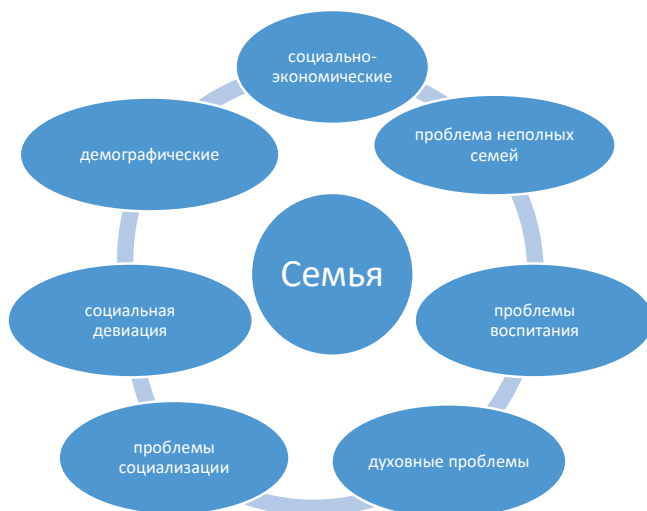 социально-
экономические
проблема неполных
семей
проблемы
воспитания
духовные проблемы
проблемы
социализации
социальная
девиация
демографические
Семья